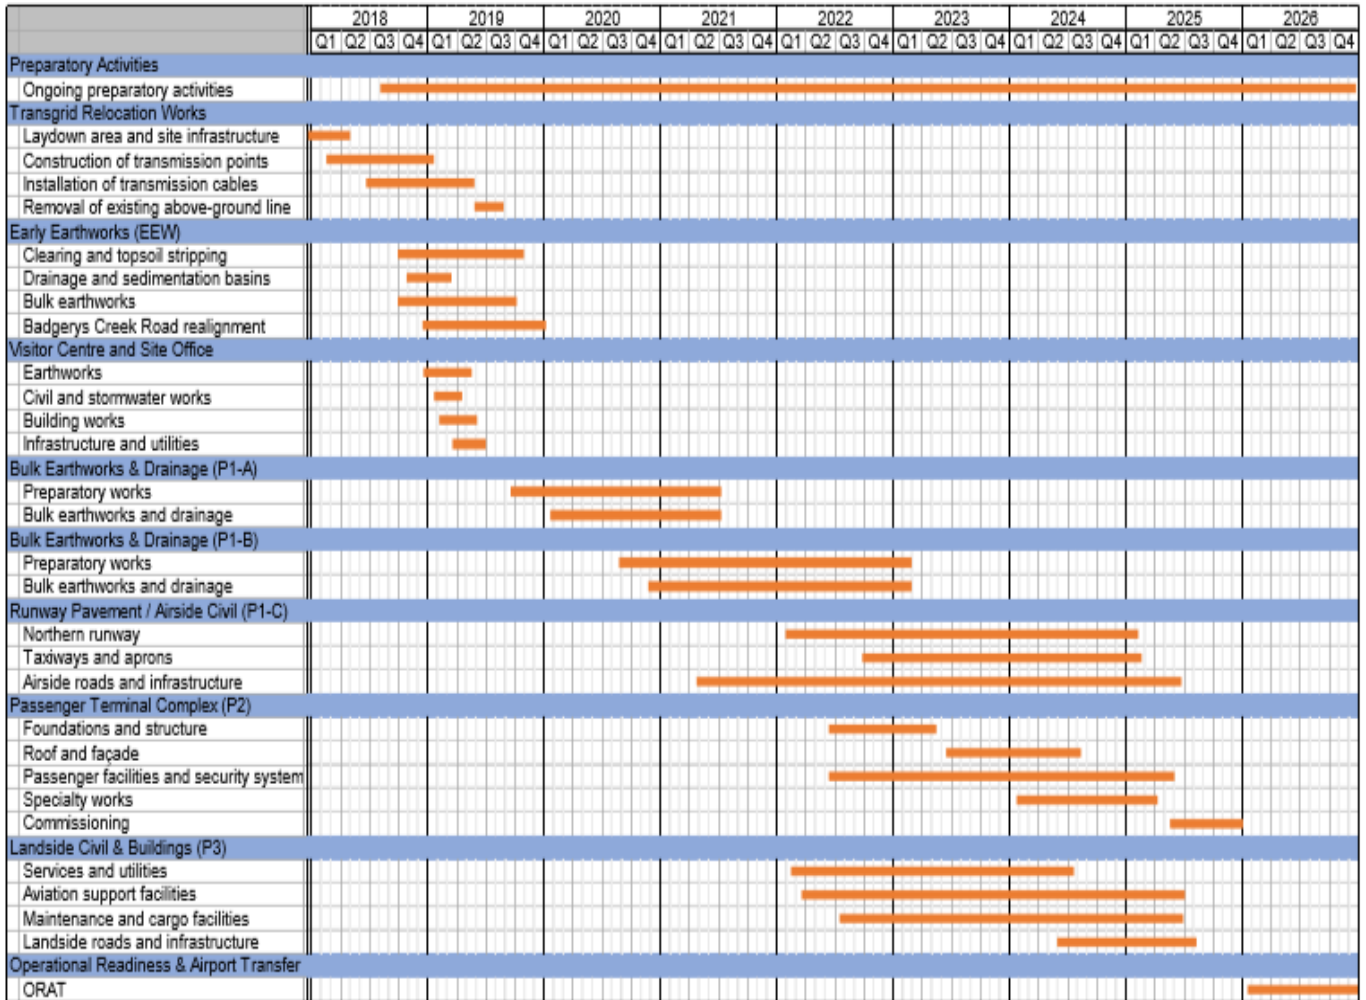 2018 2019 2020 2021 2022 2023 2024 2025 2026
Q1 Q2 Q3 Q4 Q1 Q2 Q3 Q4 Q1 Q2 Q3 Q4 Q1 Q2 Q3 Q4 Q1 Q2 Q3 Q4 Q1 Q2 Q3 Q4 Q1 Q2 Q3 Q4 Q1 Q2 Q3 Q4 Q1 Q2 Q3 Q4
Preparatory Activities
Ongoing preparatory activities
Transgrid Relocation Works
Laydown area and site infrastructure
Construction of transmission points
Installation of transmission cables
Removal of existing above-ground line
Early Earthworks (EEW)
Clearing and topsoil stripping
Drainage and sedimentation basins
Bulk earthworks
Badgerys Creek Road realignment
Visitor Centre and Site Office
Earthworks
Civil and stormwater works
Building works
Infrastructure and utilities
Bulk Earthworks & Drainage (P1-A)
Preparatory works
Bulk earthworks and drainage
Bulk Earthworks & Drainage (P1-B)
Preparatory works
Bulk earthworks and drainage
Runway Pavement / Airside Civil (P1-C)
Northern runway
Taxiways and aprons
Airside roads and infrastructure
Passenger Terminal Complex (P2)
Foundations and structure
Roof and façade
Passenger facilities and security system
Specialty works
Commissioning
Landside Civil & Buildings (P3)
Services and utilities
Aviation support facilities
Maintenance and cargo facilities
Landside roads and infrastructure
Operational Readiness & Airport Transfer
ORAT